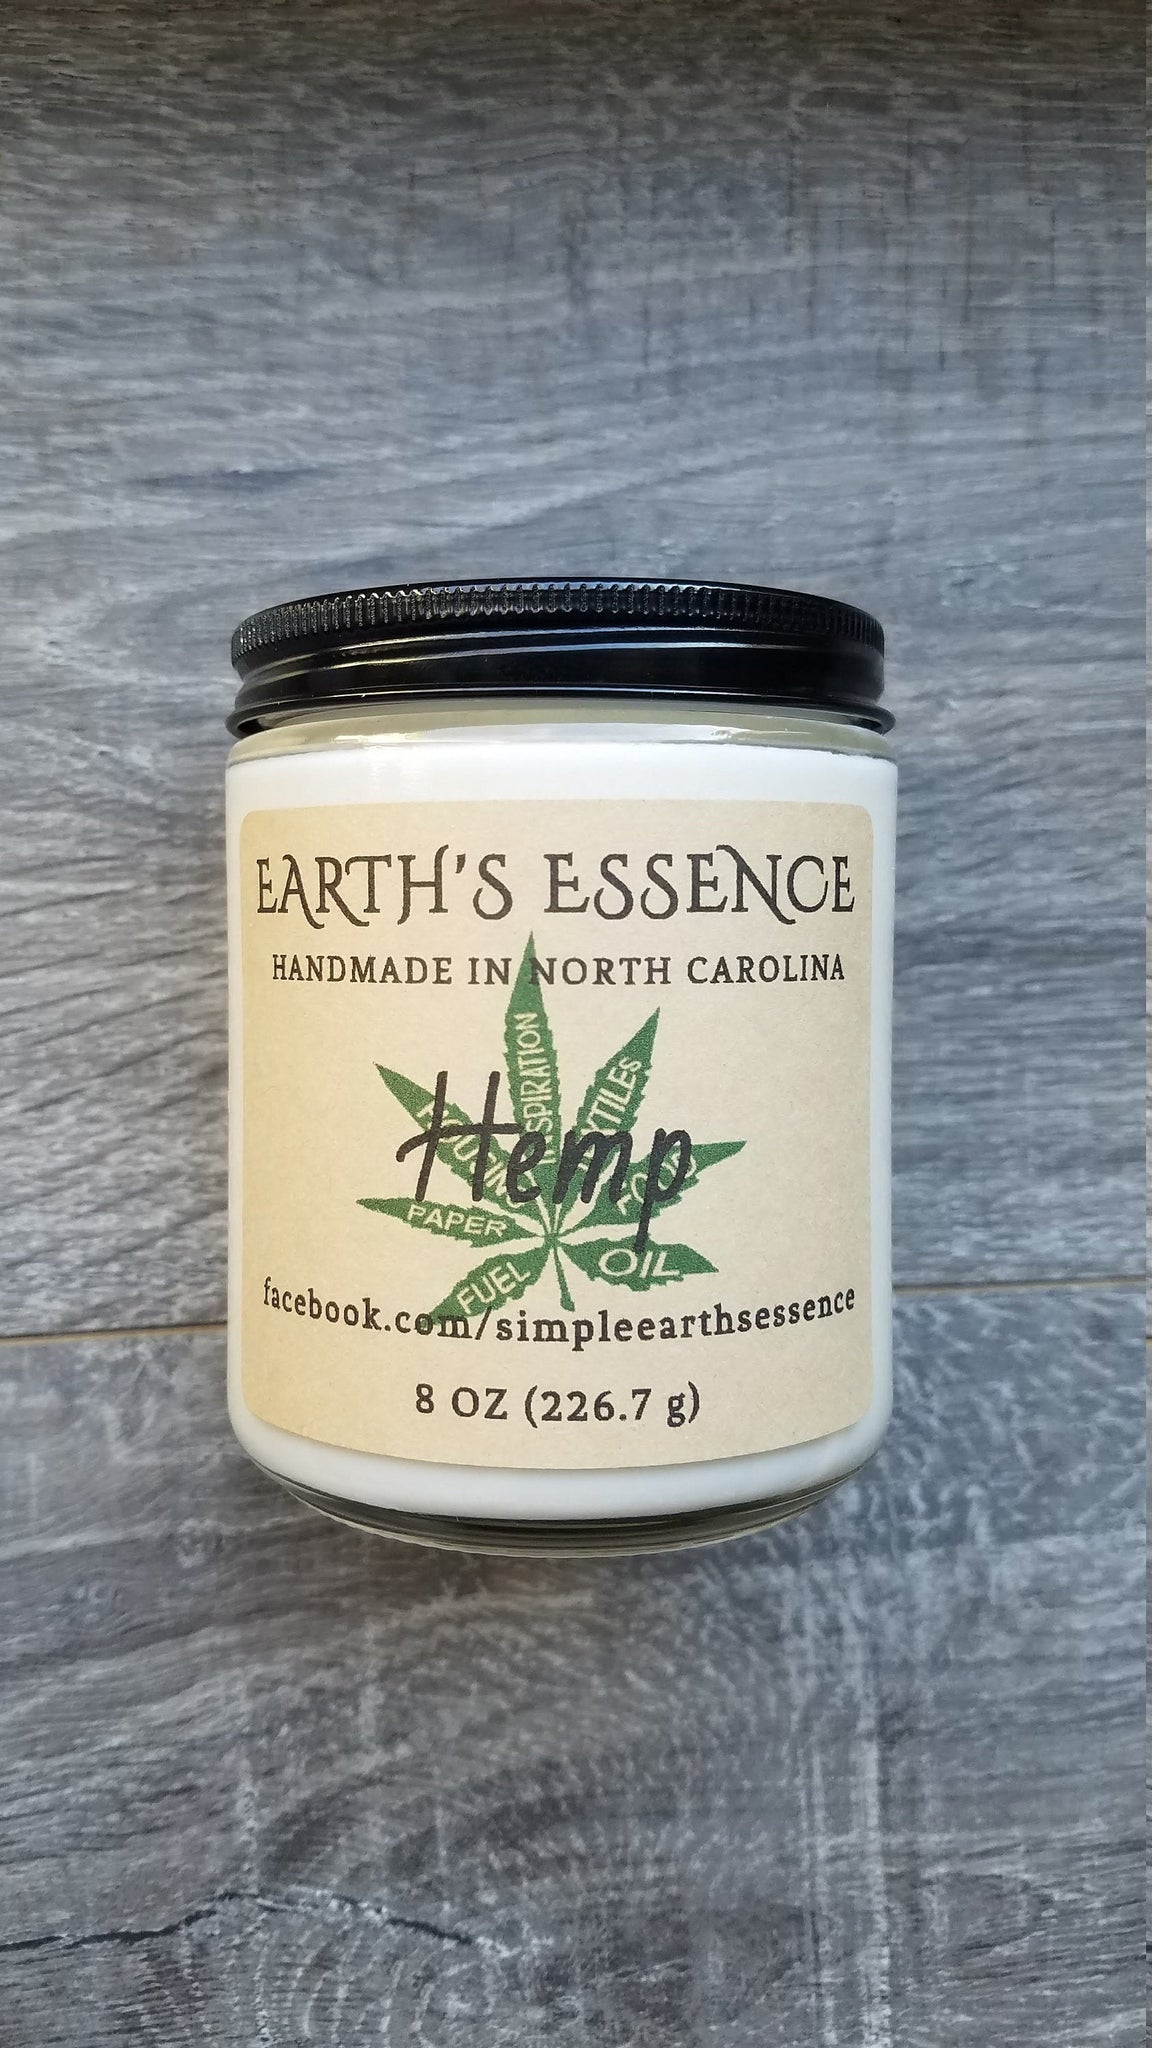 EARTH'S ESSENCE
HANDMADE IN NORTH CAROLINA
INSPIRATION
TEXTILES
Hemp
FOOD
PAPER
OIL
FUEL
facebook.com/simpleearthsessence
8 OZ (226.7 g)